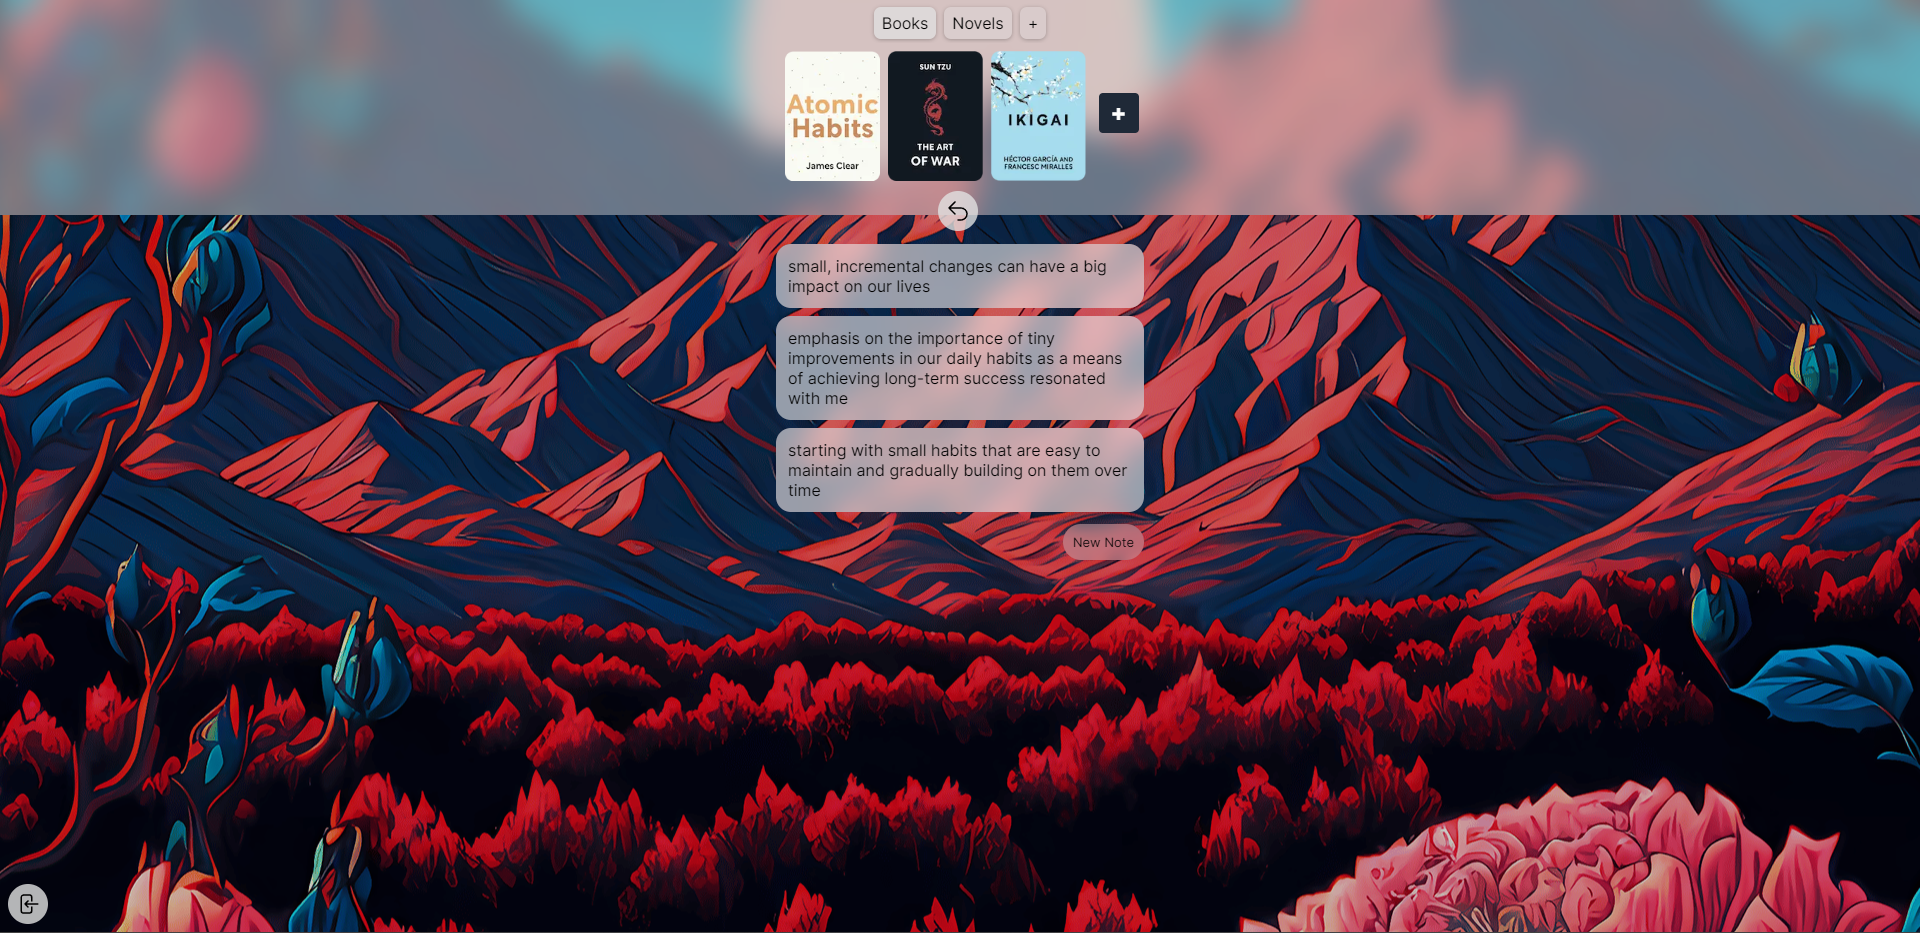 Books Novels +
Atomic
Habits
James Clear
SUN TZU
THE ART
OF WAR
IKIGAI
HÉCTOR GARCÍA AND
FRANCESC MIRALLES
small, incremental changes can have a big
impact on our lives
emphasis on the importance of tiny
improvements in our daily habits as a means
of achieving long-term success resonated
with me
starting with small habits that are easy to
maintain and gradually building on them over
time
New Note